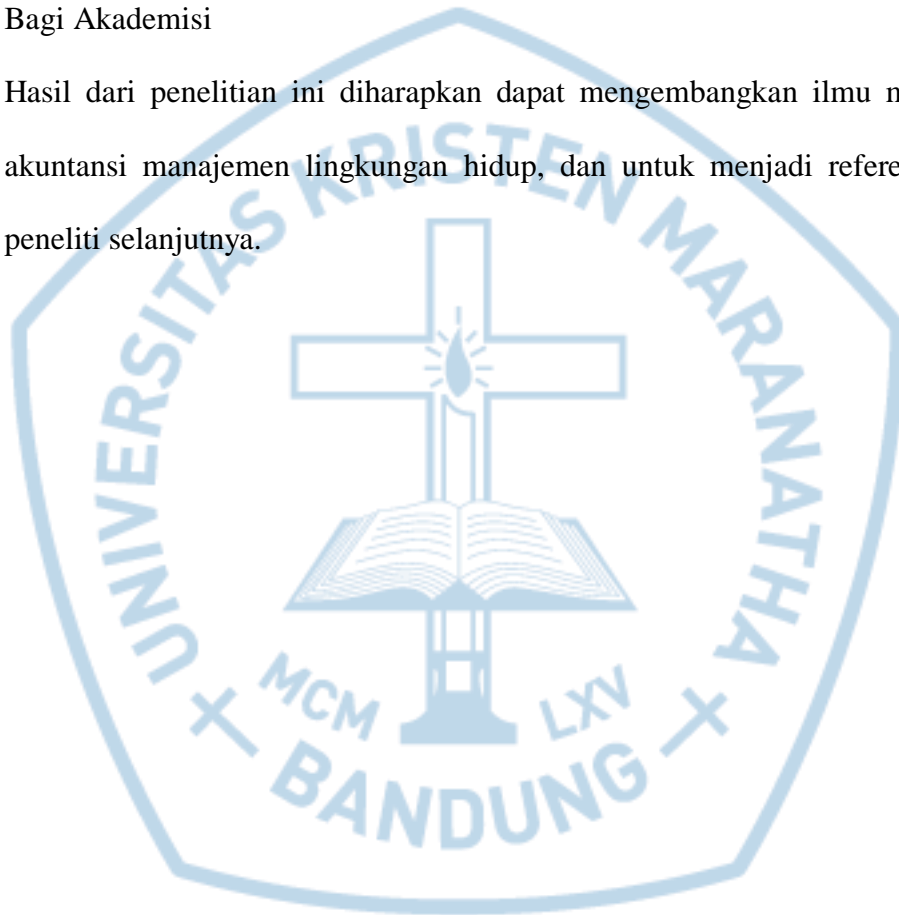 Bagi Akademisi
Hasil dari penelitian ini diharapkan dapat mengembangkan ilmu
akuntansi manajemen lingkungan hidup, dan untuk menjadi
peneliti selanjutnya.
UNIVERSITAS KRISTEN MARANATHA
MCM LXV
BANDUNG